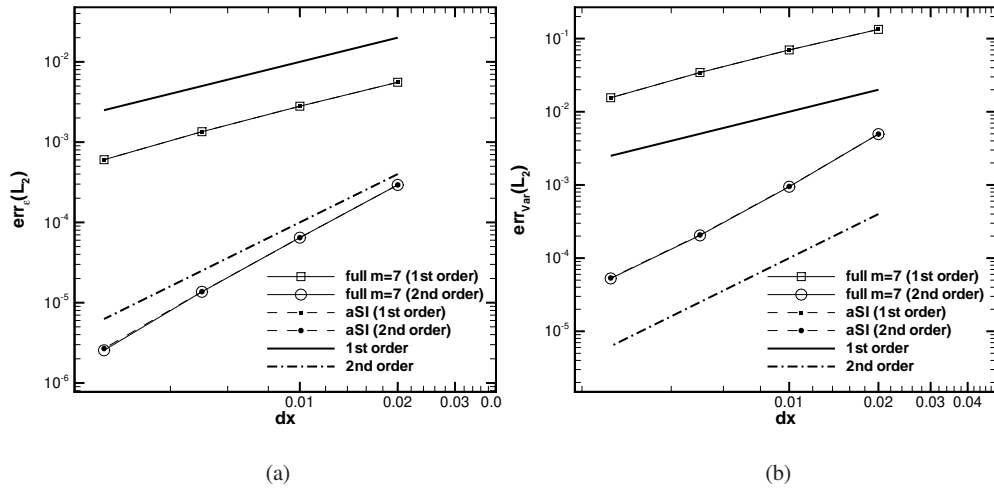 10^-2
10^-3
10^-4
10^-5
10^-6
err_ε(L_2)
full m=7 (1st order)
full m=7 (2nd order)
aSI (1st order)
aSI (2nd order)
1st order
2nd order
0.01 0.02 0.03 0.0
dx
(a)
10^-1
10^-2
10^-3
10^-4
10^-5
err_Var(L_2)
full m=7 (1st order)
full m=7 (2nd order)
aSI (1st order)
aSI (2nd order)
1st order
2nd order
0.01 0.02 0.03 0.04
dx
(b)